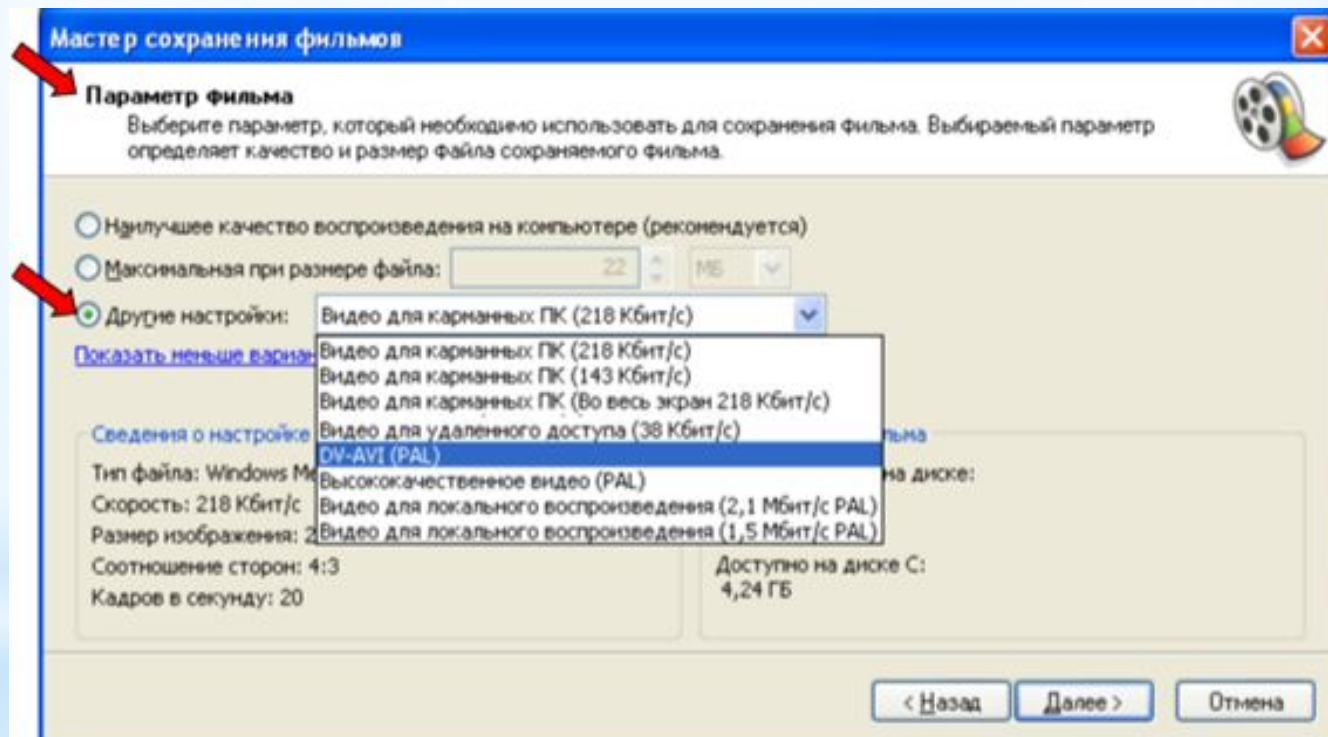 Мастер сохранения фильмов
Параметр фильма
Выберите параметр, который необходимо использовать для сохранения фильма. Выбираемый параметр
определяет качество и размер файла сохраняемого фильма.
Наилучшее качество воспроизведения на компьютере (рекомендуется)
Максимальная при размере файла: 22 МБ
Другие настройки: Видео для карманных ПК (218 Кбит/с)
Показать меньше вариан
Видео для карманных ПК (218 Кбит/с)
Видео для карманных ПК (143 Кбит/с)
Видео для карманных ПК (Во весь экран 218 Кбит/с)
Видео для удаленного доступа (38 Кбит/с)
DV-AVI (PAL)
Высококачественное видео (PAL)
Видео для локального воспроизведения (2,1 Мбит/с PAL)
Видео для локального воспроизведения (1,5 Мбит/с PAL)
Сведения о настройке
Тип файла: Windows Me
Скорость: 218 Кбит/с
Размер изображения: 2
Соотношение сторон: 4:3
Кадров в секунду: 20
льма
на диске:
Доступно на диске C:
4,24 ГБ
< Назад Далее > Отмена